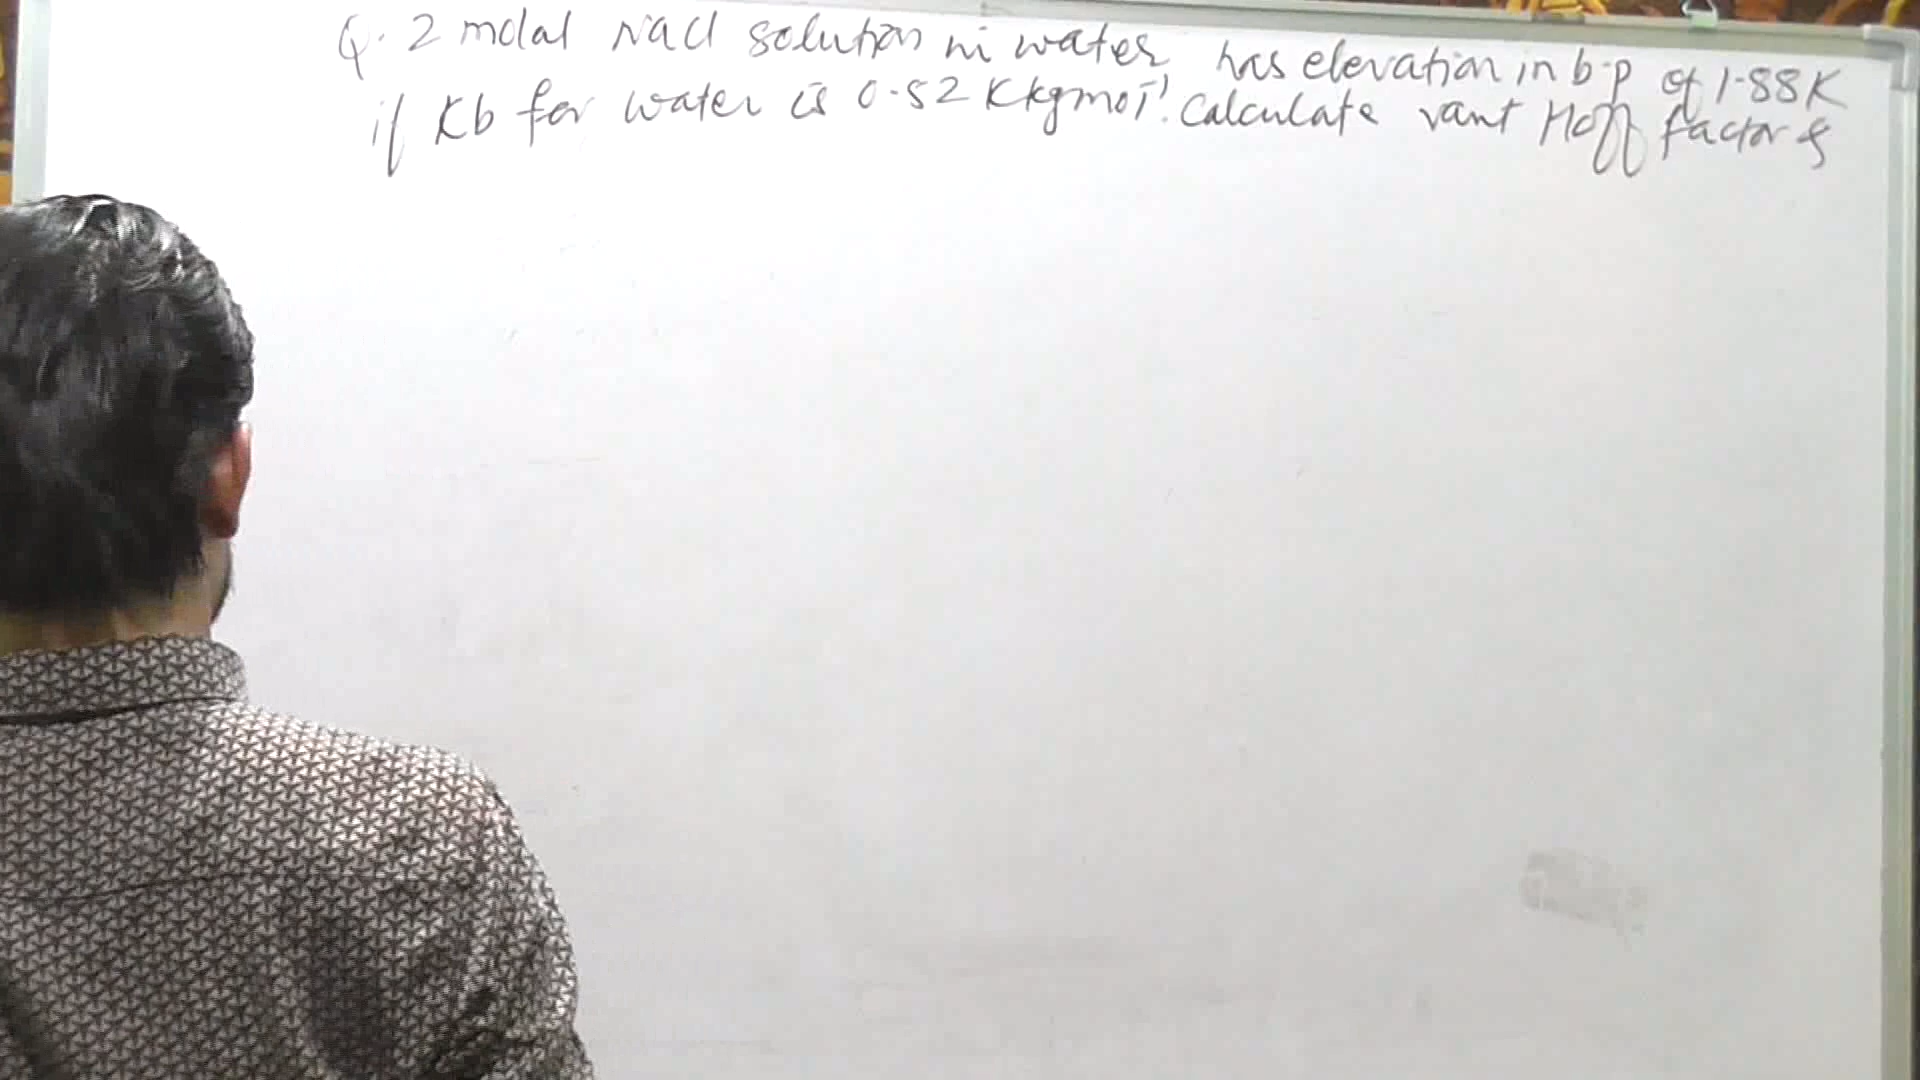 Q. 2 molal NaCl solution in water has elevation in b.p of 1.88K
if Kb for water is 0.52 K kg mol⁻¹. Calculate vant Hoff factor &